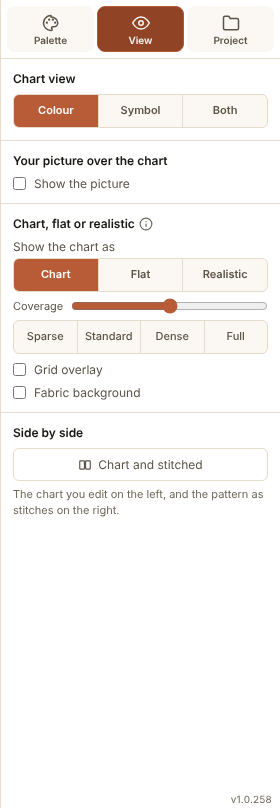 Palette
View
Project
Chart view
Colour
Symbol
Both
Your picture over the chart
Show the picture
Chart, flat or realistic
Show the chart as
Chart
Flat
Realistic
Coverage
Sparse
Standard
Dense
Full
Grid overlay
Fabric background
Side by side
Chart and stitched
The chart you edit on the left, and the pattern as
stitches on the right.
v1.0.258